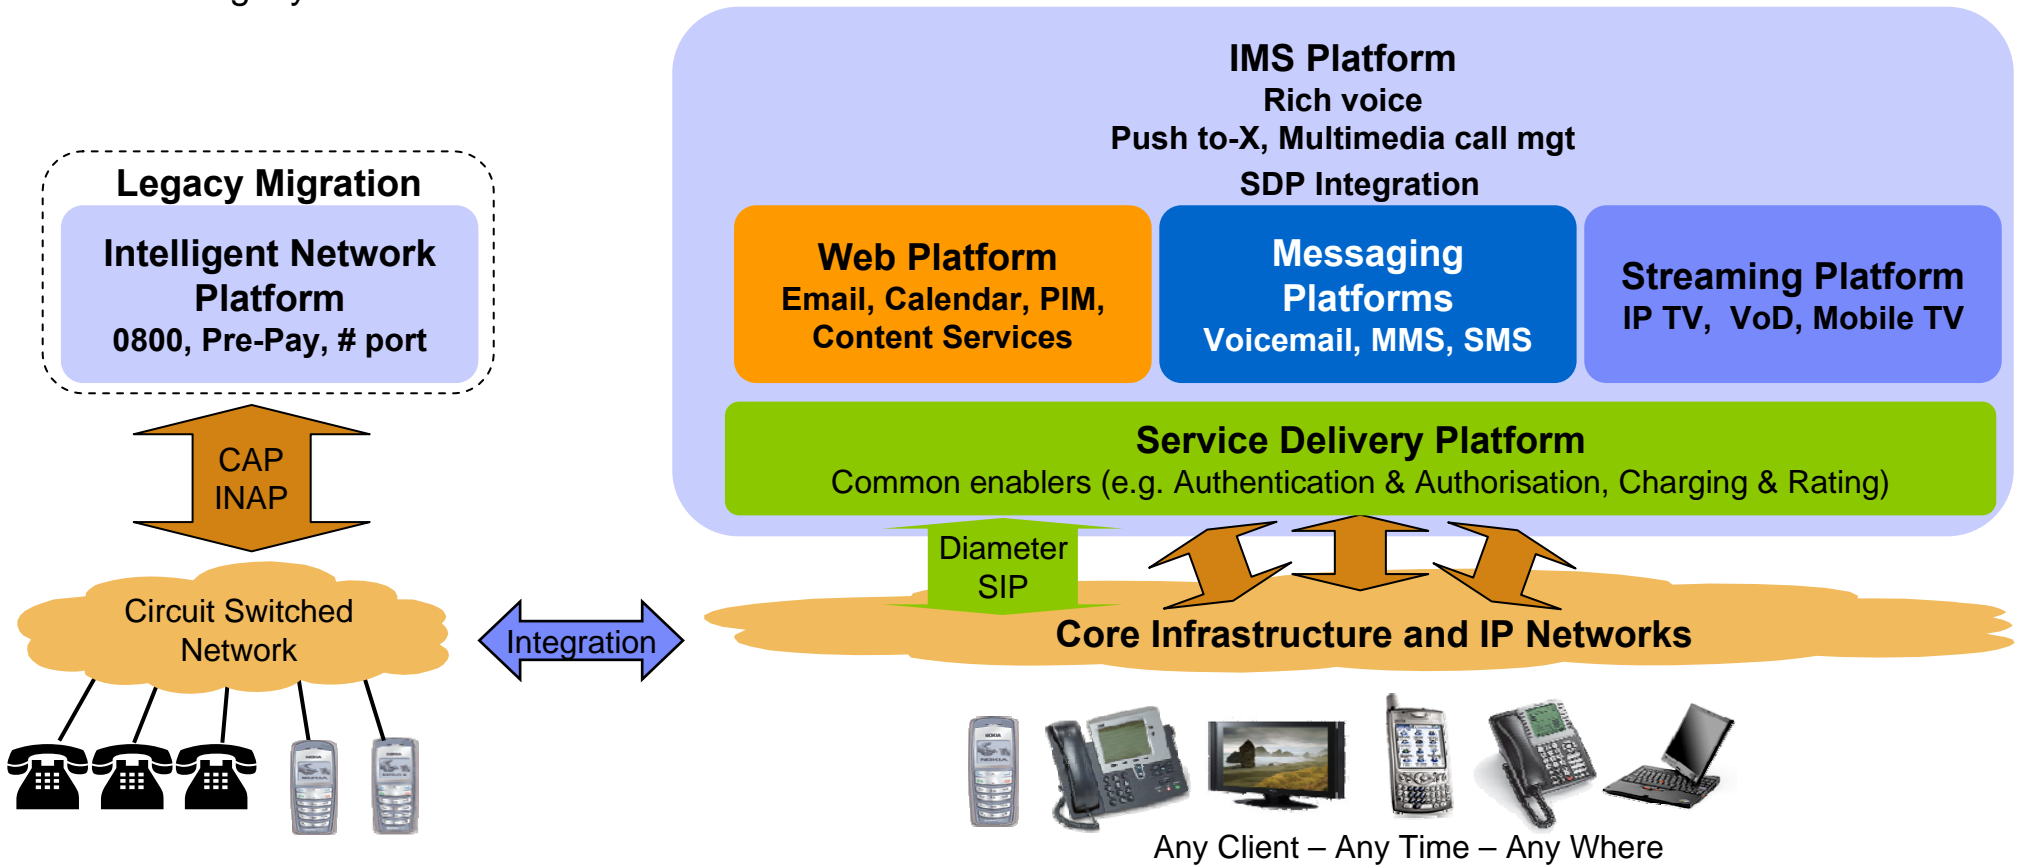 IMS Platform
Rich voice
Push to-X, Multimedia call mgt
SDP Integration
Legacy Migration
Intelligent Network
Platform
0800, Pre-Pay, # port
Web Platform
Email, Calendar, PIM,
Content Services
Messaging
Platforms
Voicemail, MMS, SMS
Streaming Platform
IP TV, VoD, Mobile TV
Service Delivery Platform
Common enablers (e.g. Authentication & Authorisation, Charging & Rating)
CAP
INAP
Diameter
SIP
Circuit Switched
Network
Integration
Core Infrastructure and IP Networks
Any Client – Any Time – Any Where